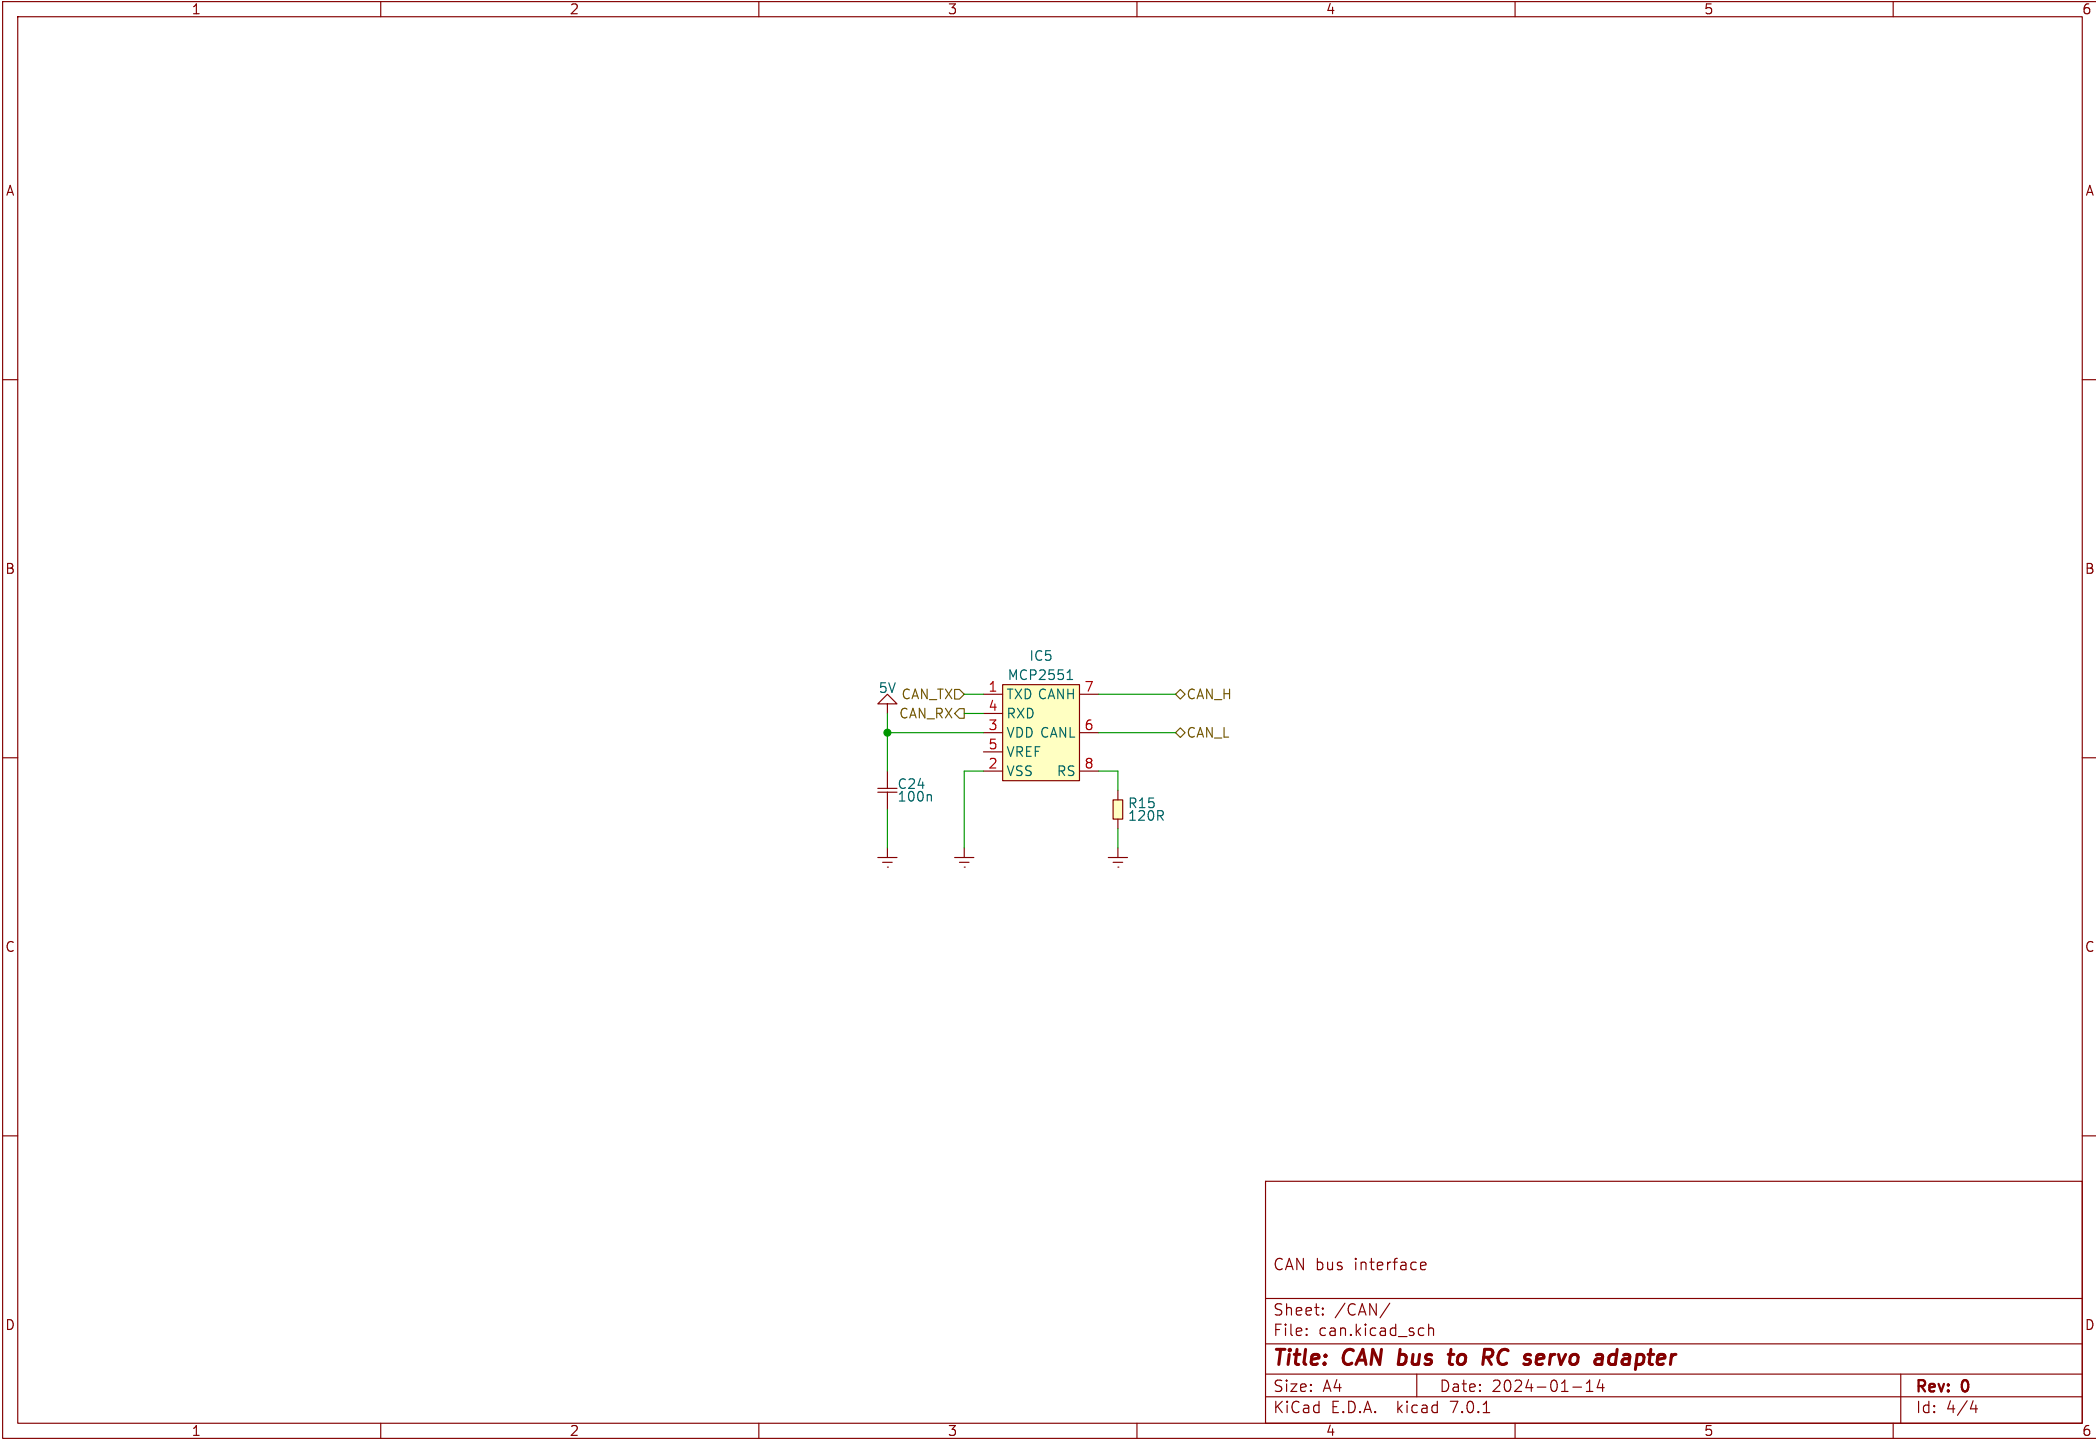 1 2 3 4 5 6
A A
B B
IC5
MCP2551
5V
CAN_TX 1 TXD CANH 7 CAN_H
CAN_RX 4 RXD
3 VDD CANL 6 CAN_L
5 VREF
2 VSS RS 8
C24
100n
R15
120R
C C
CAN bus interface
Sheet: /CAN/
File: can.kicad_sch
D D
Title: CAN bus to RC servo adapter
Size: A4 Date: 2024-01-14 Rev: 0
KiCad E.D.A. kicad 7.0.1 Id: 4/4
1 2 3 4 5 6